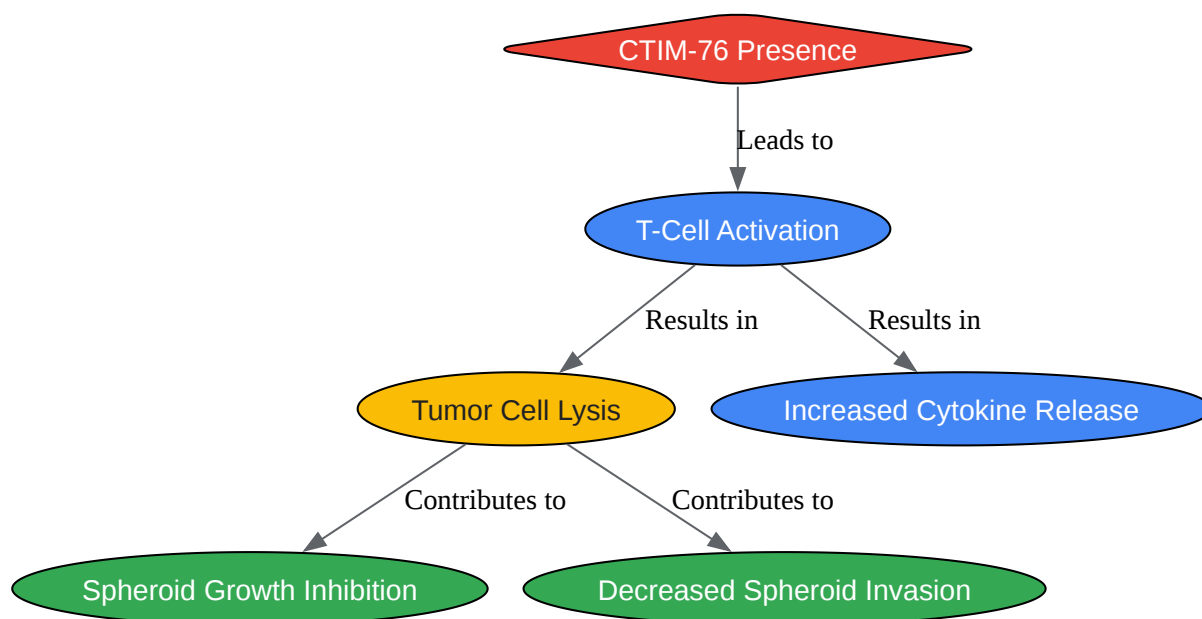 CTIM-76 Presence
Leads to
T-Cell Activation
Results in
Results in
Tumor Cell Lysis
Increased Cytokine Release
Contributes to
Contributes to
Spheroid Growth Inhibition
Decreased Spheroid Invasion